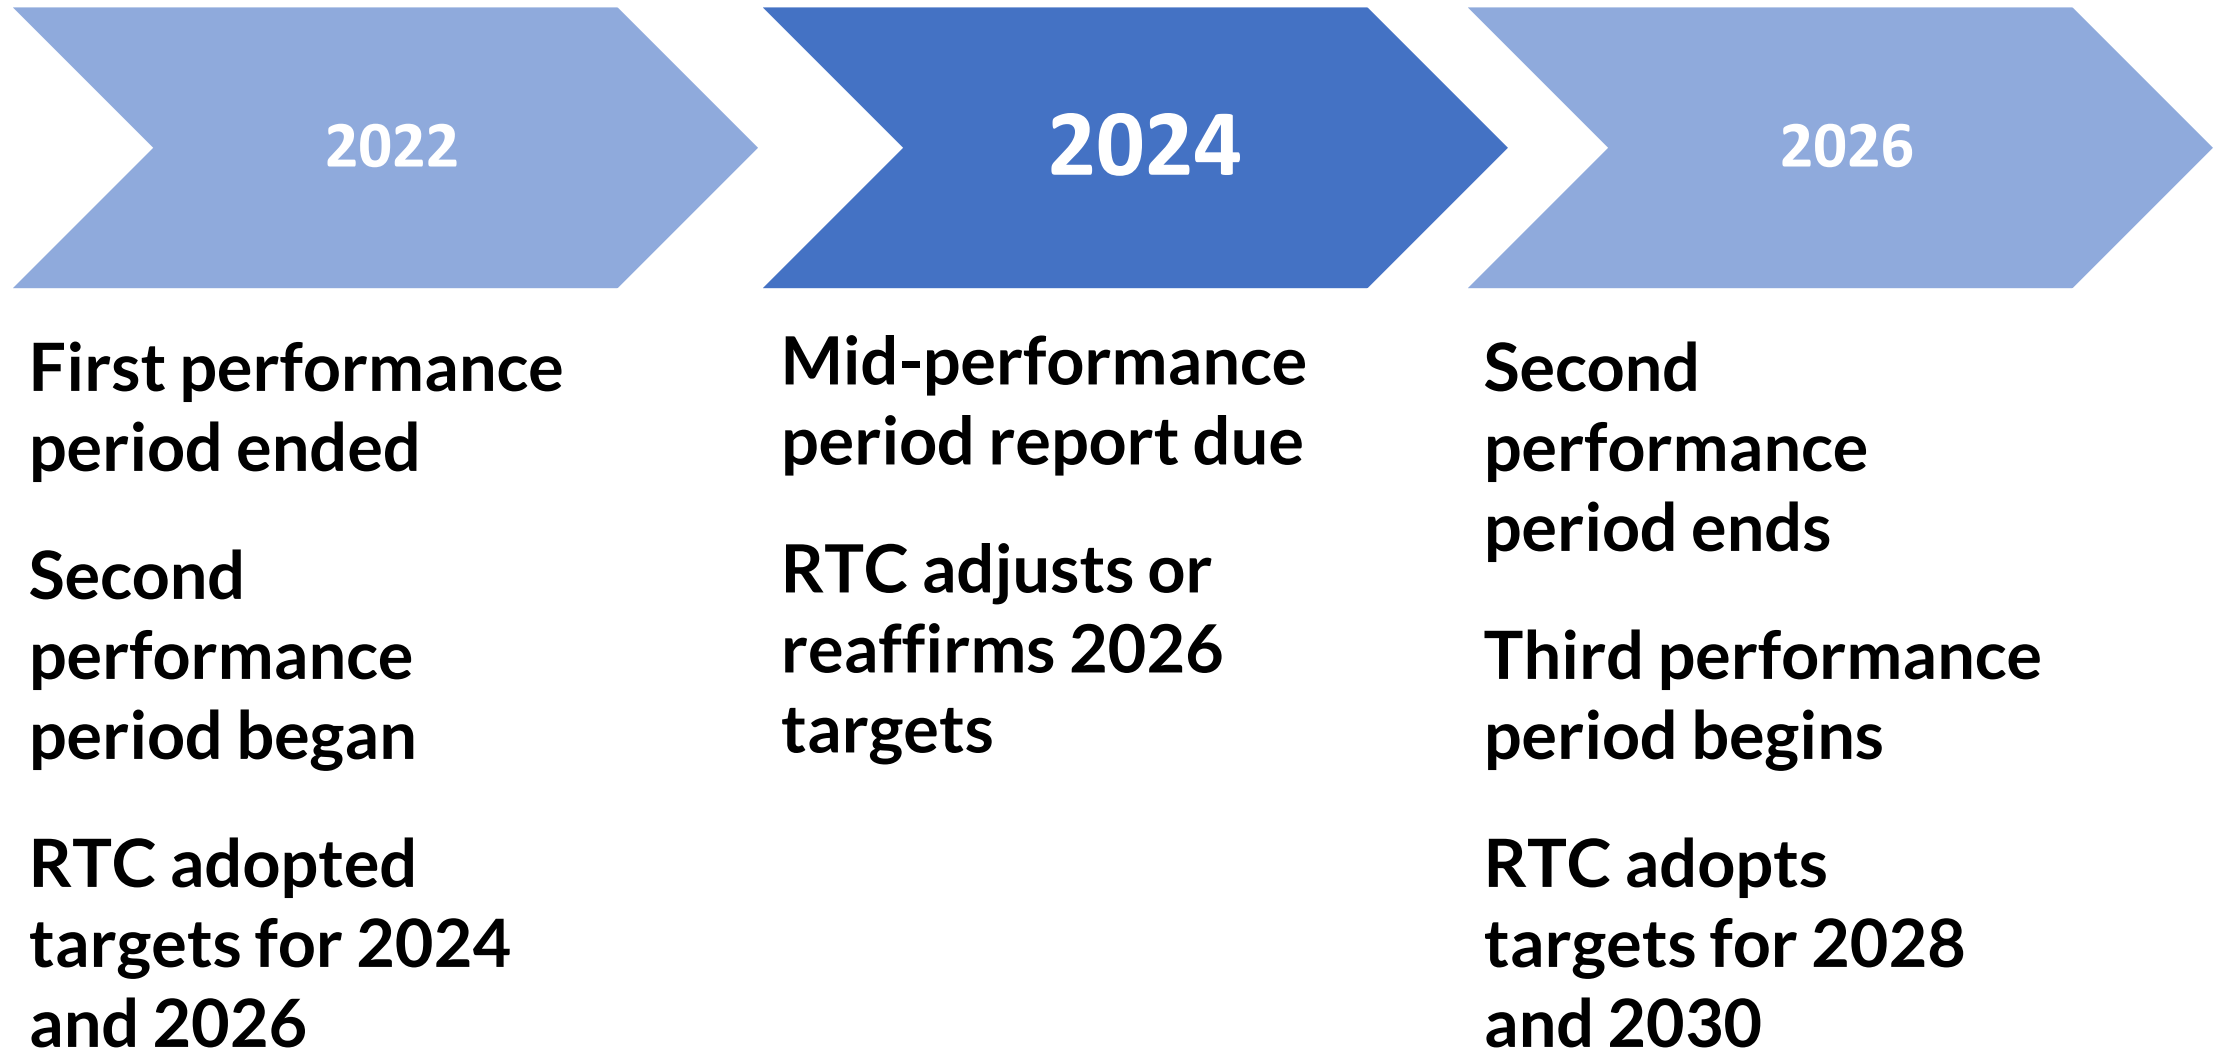 2022
First performance
period ended
Second
performance
period began
RTC adopted
targets for 2024
and 2026
2024
Mid-performance
period report due
RTC adjusts or
reaffirms 2026
targets
2026
Second
performance
period ends
Third performance
period begins
RTC adopts
targets for 2028
and 2030